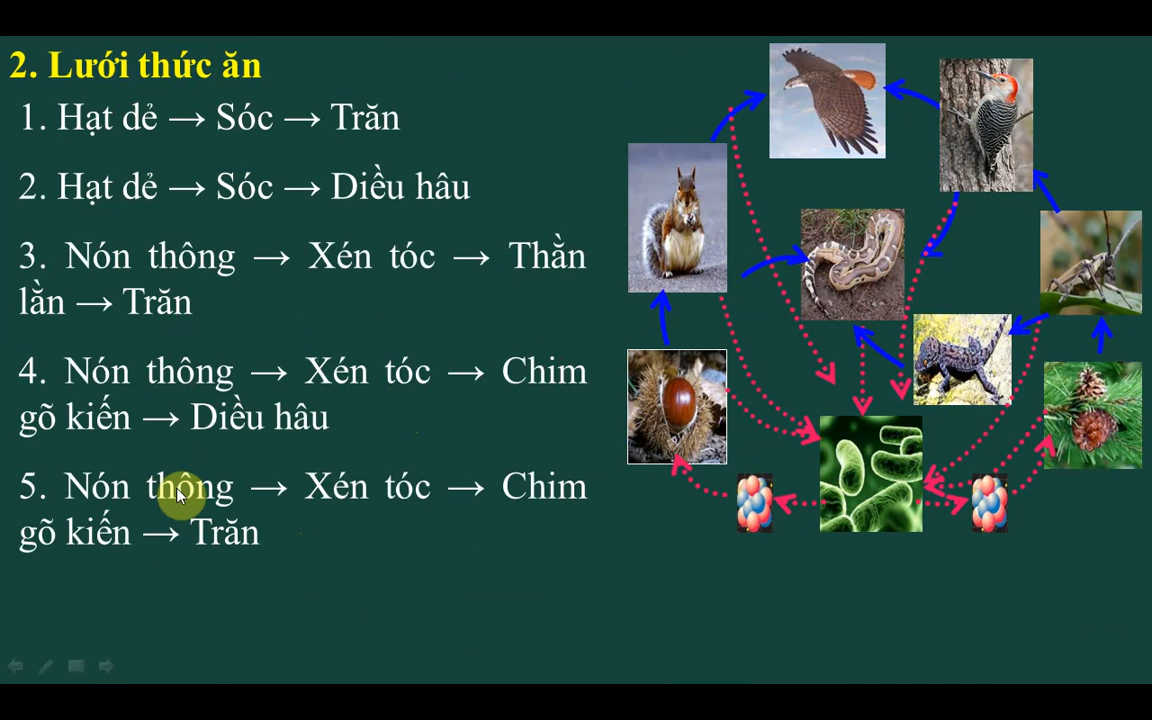 2. Lưới thức ăn
1. Hạt dẻ → Sóc → Trăn
2. Hạt dẻ → Sóc → Diều hâu
3. Nón thông → Xén tóc → Thằn
lằn → Trăn
4. Nón thông → Xén tóc → Chim
gõ kiến → Diều hâu
5. Nón thông → Xén tóc → Chim
gõ kiến → Trăn